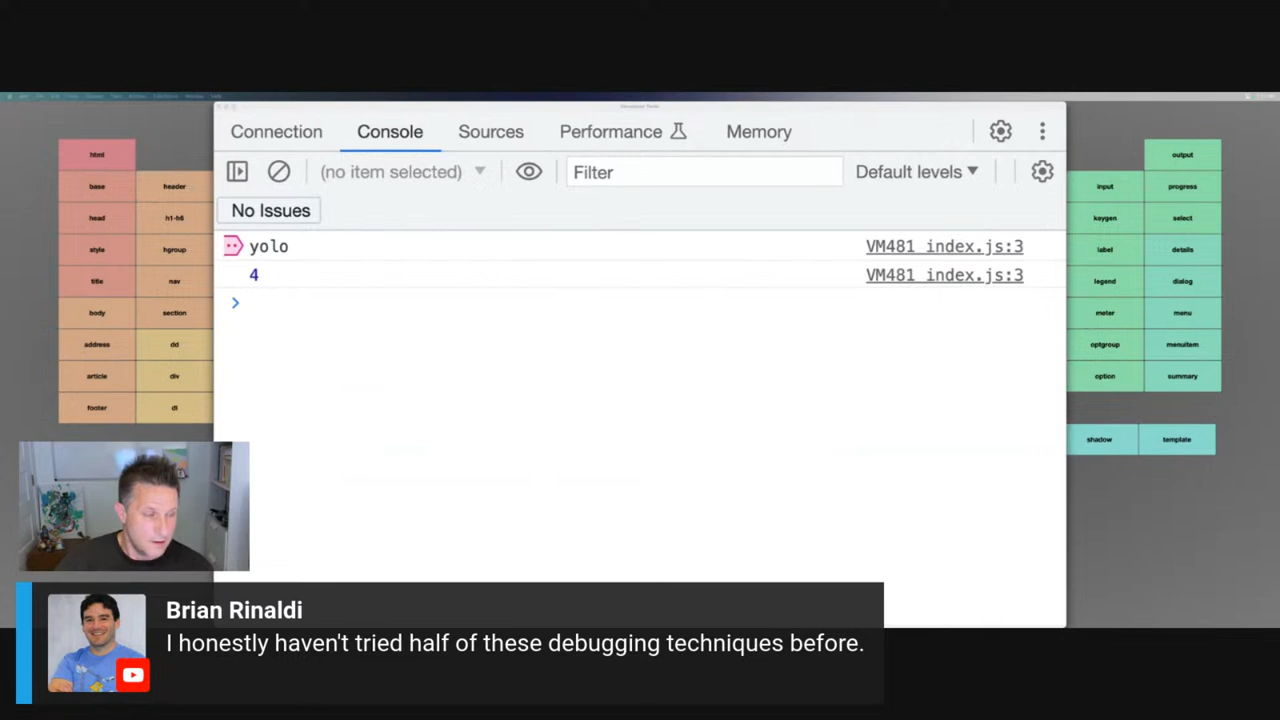 Connection Console Sources Performance Memory
(no item selected) Filter Default levels
No Issues
yolo VM481 index.js:3
4 VM481 index.js:3
html
base header
head h1-h6
style hgroup
title nav
body section
address dd
article div
footer dl
output
input progress
keygen select
label details
legend dialog
meter menu
optgroup menuitem
option summary
shadow template
Brian Rinaldi
I honestly haven't tried half of these debugging techniques before.